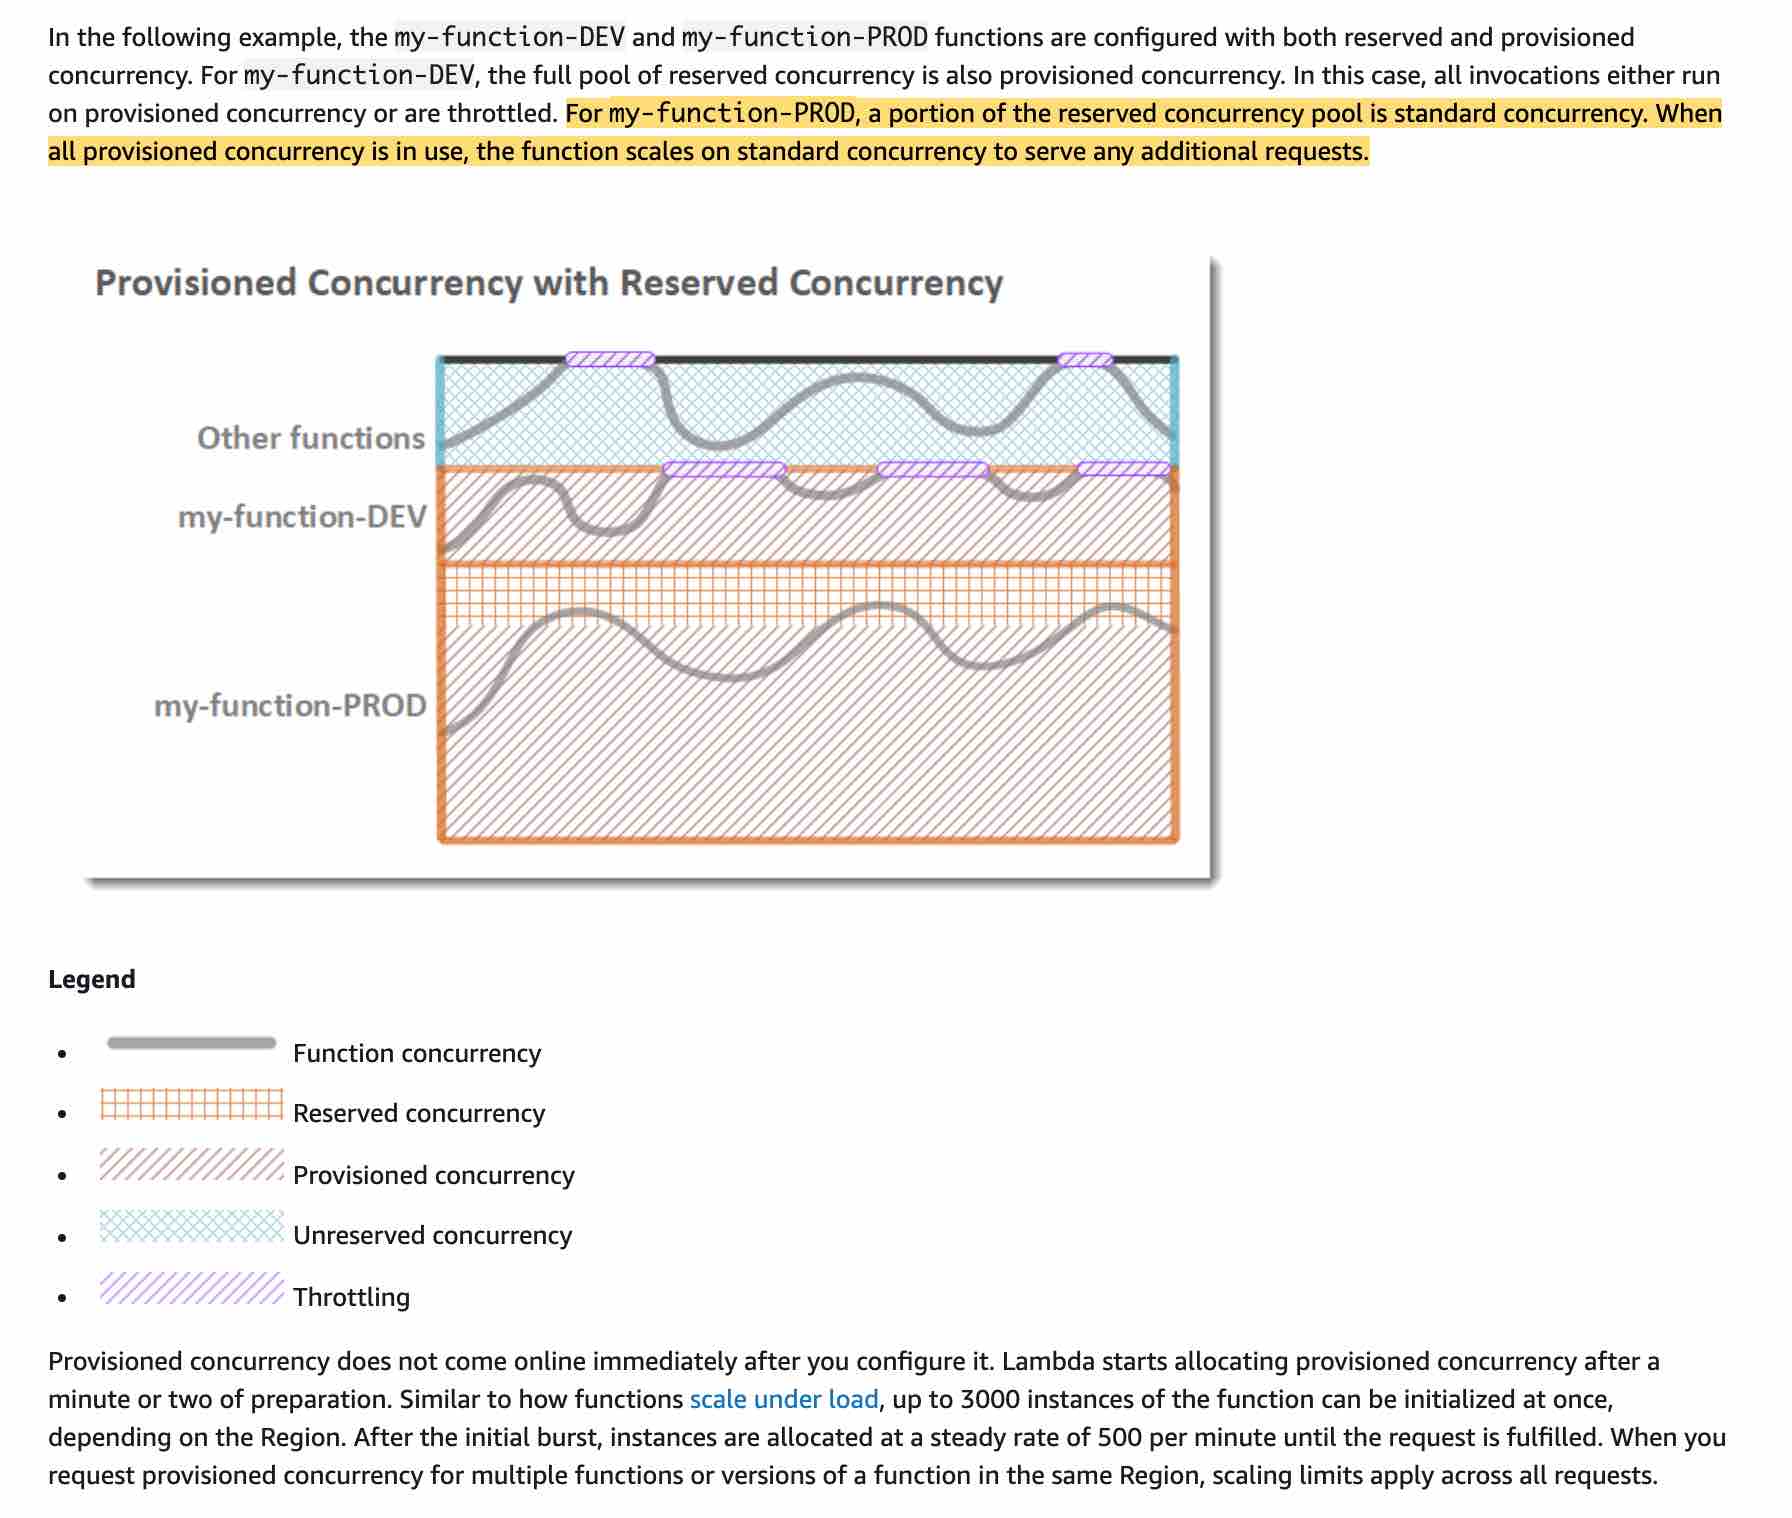 In the following example, the my-function-DEV and my-function-PROD functions are configured with both reserved and provisioned
concurrency. For my-function-DEV, the full pool of reserved concurrency is also provisioned concurrency. In this case, all invocations either run
on provisioned concurrency or are throttled. For my-function-PROD, a portion of the reserved concurrency pool is standard concurrency. When
all provisioned concurrency is in use, the function scales on standard concurrency to serve any additional requests.
Provisioned Concurrency with Reserved Concurrency
Other functions
my-function-DEV
my-function-PROD
Legend
Function concurrency
Reserved concurrency
Provisioned concurrency
Unreserved concurrency
Throttling
Provisioned concurrency does not come online immediately after you configure it. Lambda starts allocating provisioned concurrency after a
minute or two of preparation. Similar to how functions scale under load, up to 3000 instances of the function can be initialized at once,
depending on the Region. After the initial burst, instances are allocated at a steady rate of 500 per minute until the request is fulfilled. When you
request provisioned concurrency for multiple functions or versions of a function in the same Region, scaling limits apply across all requests.